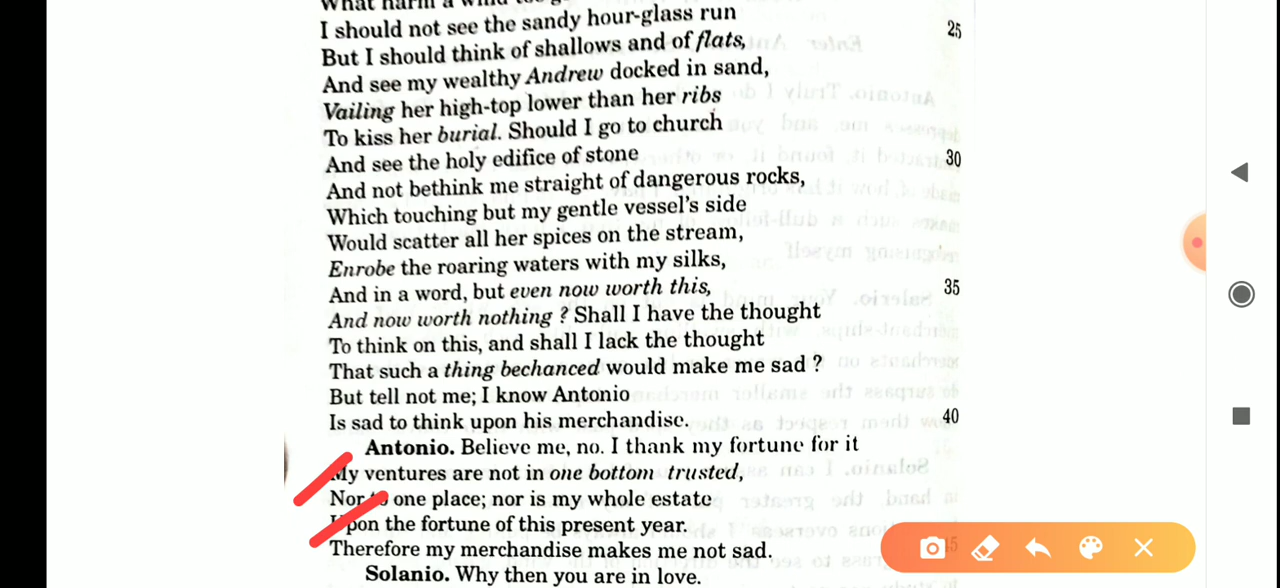 I should not see the sandy hour-glass run
25
But I should think of shallows and of flats,
And see my wealthy Andrew docked in sand,
Vailing her high-top lower than her ribs
To kiss her burial. Should I go to church
And see the holy edifice of stone
30
And not bethink me straight of dangerous rocks,
Which touching but my gentle vessel's side
Would scatter all her spices on the stream,
Enrobe the roaring waters with my silks,
And in a word, but even now worth this,
35
And now worth nothing ? Shall I have the thought
To think on this, and shall I lack the thought
That such a thing bechanced would make me sad ?
But tell not me; I know Antonio
Is sad to think upon his merchandise.
40
Antonio. Believe me, no. I thank my fortune for it
My ventures are not in one bottom trusted,
Nor to one place; nor is my whole estate
Upon the fortune of this present year.
Therefore my merchandise makes me not sad.
Solanio. Why then you are in love.